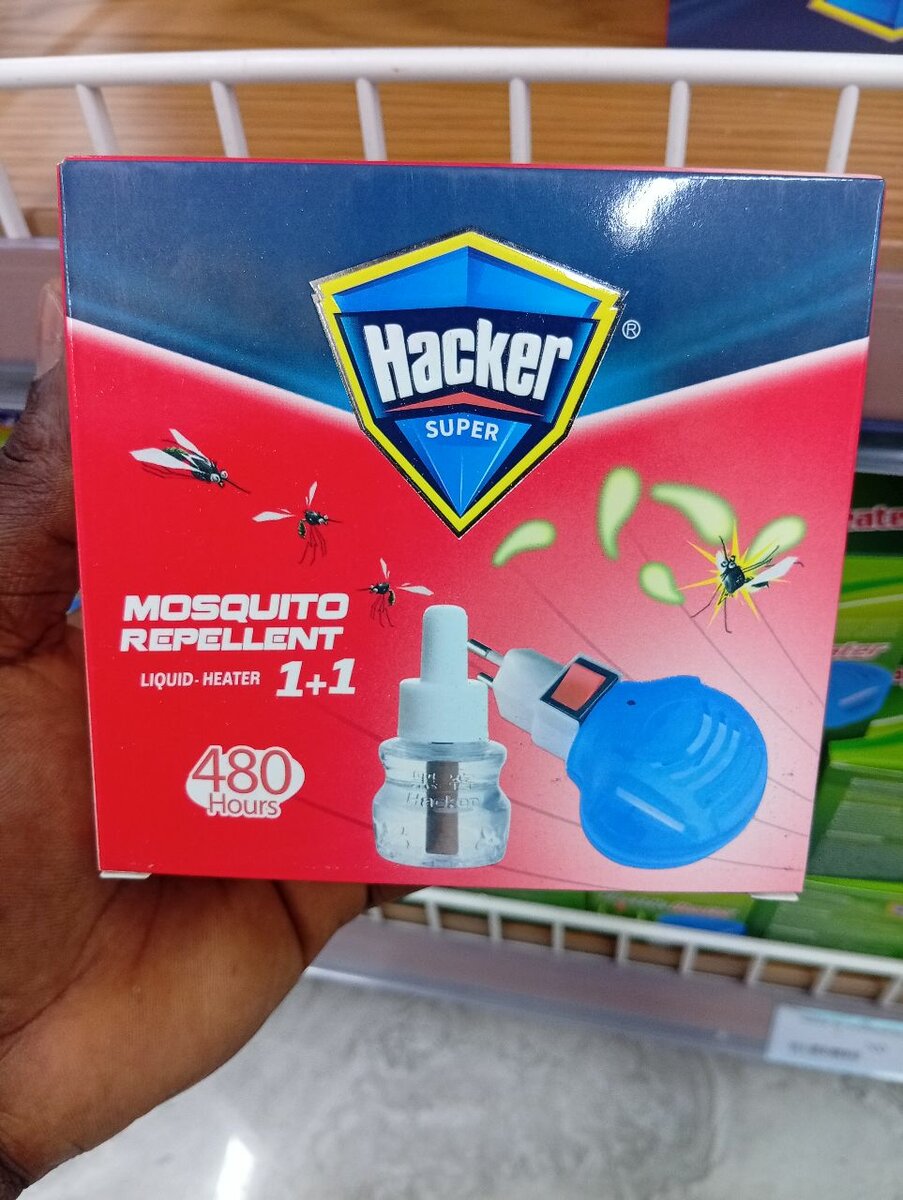 Hacker
®
SUPER
MOSQUITO
REPELLENT
LIQUID- HEATER 1+1
480
Hours
Hacker